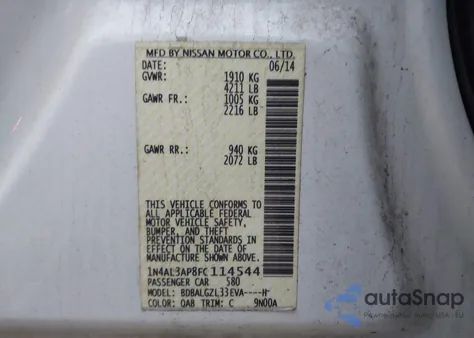 MFD BY NISSAN MOTOR CO., LTD.
DATE: 06/14
GVWR: 1910 KG
4211 LB
GAWR FR.: 1005 KG
2216 LB
GAWR RR.: 940 KG
2072 LB
THIS VEHICLE CONFORMS TO
ALL APPLICABLE FEDERAL
MOTOR VEHICLE SAFETY,
BUMPER, AND THEFT
PREVENTION STANDARDS IN
EFFECT ON THE DATE OF
MANUFACTURE SHOWN ABOVE.
1N4AL3AP8FC114544
PASSENGER CAR 580
MODEL: BDBALGZL33EVA----H-
COLOR: QAB TRIM: C 9N00A
autoSnap